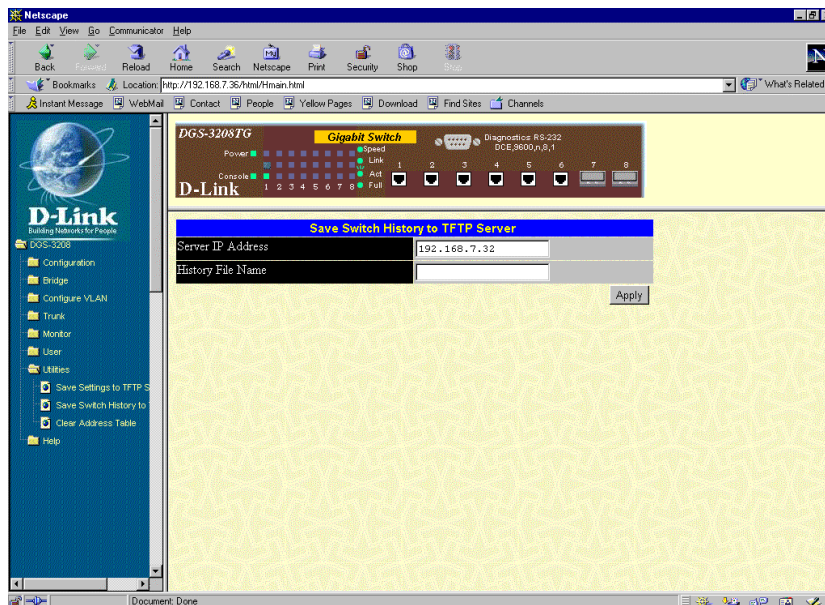 Netscape
File Edit View Go Communicator Help
Back Forward Reload Home Search Netscape Print Security Shop Stop
Bookmarks Location: http://192.168.7.36/html/Hmain.html What's Related
Instant Message WebMail Contact People Yellow Pages Download Find Sites Channels
D-Link
Building Networks for People
DGS-3208
Configuration
Bridge
Configure VLAN
Trunk
Monitor
User
Utilities
Save Settings to TFTP S
Save Switch History to
Clear Address Table
Help
DGS-3208TG
Gigabit Switch
Diagnostics RS-232
DCE,9600,n,8,1
Power
Console
Speed
Link
Act
Full
1 2 3 4 5 6 7 8
1 2 3 4 5 6 7 8
D-Link
Save Switch History to TFTP Server
Server IP Address 192.168.7.32
History File Name
Apply
Document: Done